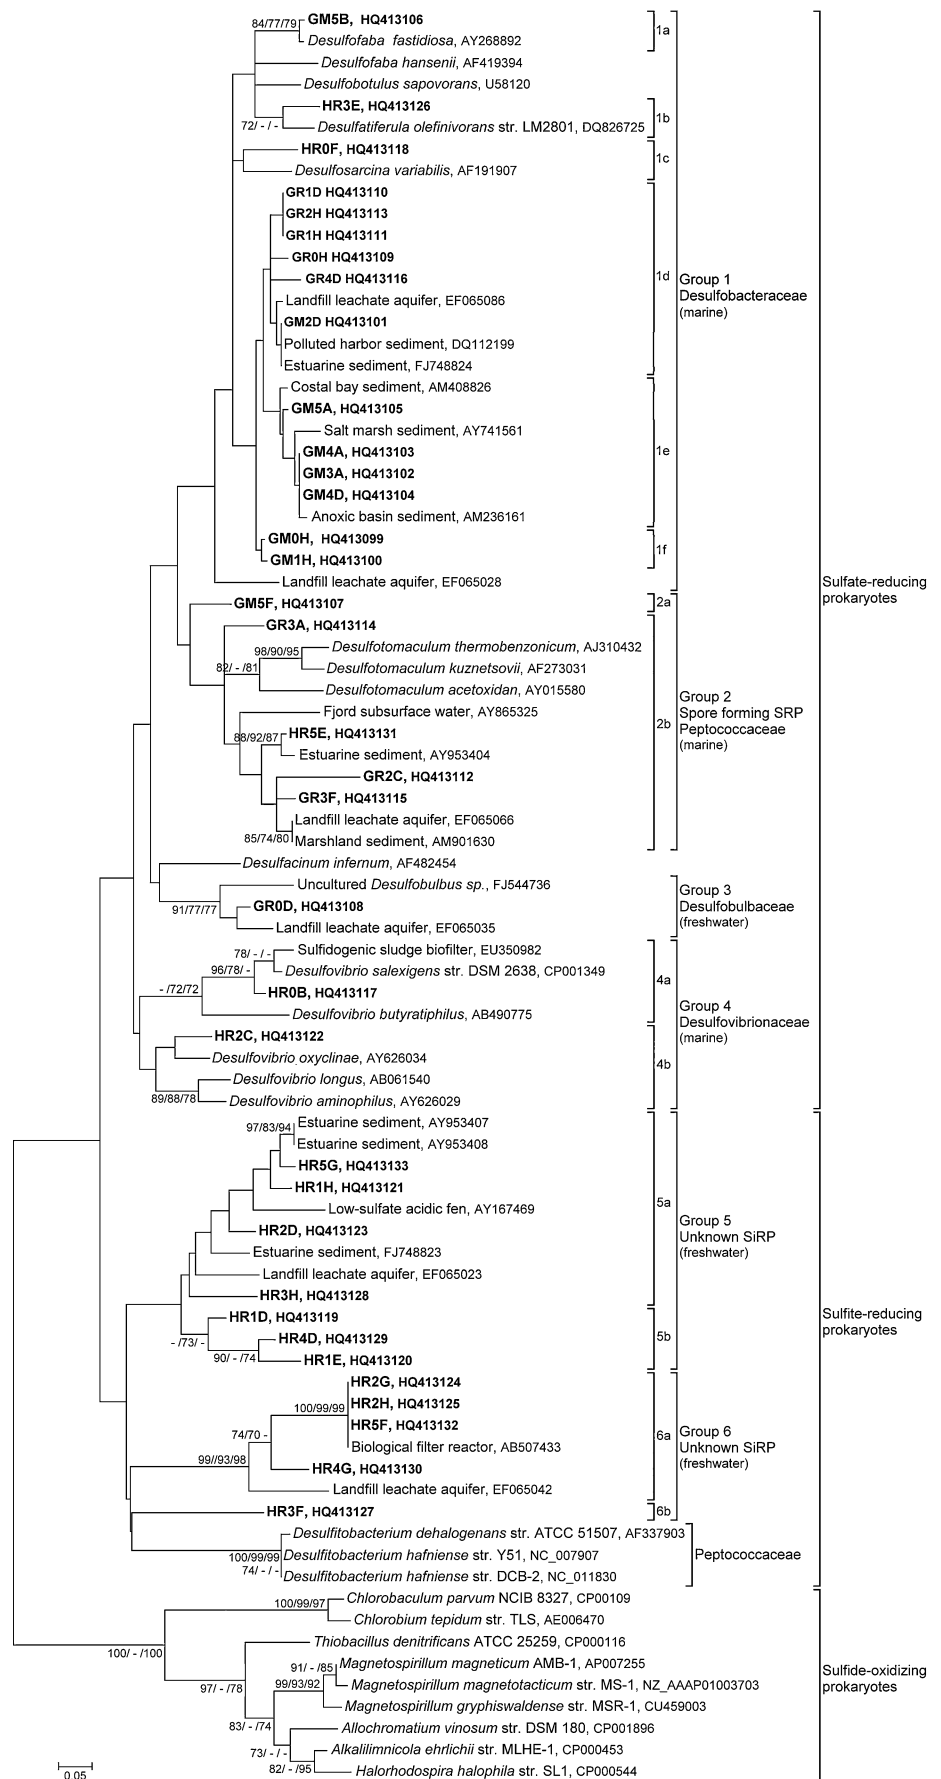 84/77/79
GM5B, HQ413106
Desulfofaba fastidiosa, AY268892
1a
Desulfofaba hansenii, AF419394
Desulfobotulus sapovorans, U58120
HR3E, HQ413126
72/ - / -
Desulfatiferula olefinivorans str. LM2801, DQ826725
1b
HR0F, HQ413118
Desulfosarcina variabilis, AF191907
1c
GR1D HQ413110
GR2H HQ413113
GR1H HQ413111
GR0H HQ413109
GR4D HQ413116
Landfill leachate aquifer, EF065086
GM2D HQ413101
Polluted harbor sediment, DQ112199
Estuarine sediment, FJ748824
1d
Group 1
Desulfobacteraceae
(marine)
Costal bay sediment, AM408826
GM5A, HQ413105
Salt marsh sediment, AY741561
GM4A, HQ413103
GM3A, HQ413102
GM4D, HQ413104
Anoxic basin sediment, AM236161
1e
GM0H, HQ413099
GM1H, HQ413100
1f
Landfill leachate aquifer, EF065028
Sulfate-reducing
prokaryotes
GM5F, HQ413107
2a
GR3A, HQ413114
98/90/95
Desulfotomaculum thermobenzonicum, AJ310432
82/ - /81
Desulfotomaculum kuznetsovii, AF273031
Desulfotomaculum acetoxidan, AY015580
Fjord subsurface water, AY865325
88/92/87
HR5E, HQ413131
Estuarine sediment, AY953404
GR2C, HQ413112
GR3F, HQ413115
Landfill leachate aquifer, EF065066
85/74/80
Marshland sediment, AM901630
2b
Group 2
Spore forming SRP
Peptococcaceae
(marine)
Desulfacinum infernum, AF482454
Uncultured Desulfobulbus sp., FJ544736
91/77/77
GR0D, HQ413108
Landfill leachate aquifer, EF065035
Group 3
Desulfobulbaceae
(freshwater)
78/ - / -
Sulfidogenic sludge biofilter, EU350982
96/78/ -
Desulfovibrio salexigens str. DSM 2638, CP001349
- /72/72
HR0B, HQ413117
Desulfovibrio butyratiphilus, AB490775
4a
Group 4
Desulfovibrionaceae
(marine)
HR2C, HQ413122
Desulfovibrio oxyclinae, AY626034
Desulfovibrio longus, AB061540
89/88/78
Desulfovibrio aminophilus, AY626029
4b
97/83/94
Estuarine sediment, AY953407
Estuarine sediment, AY953408
HR5G, HQ413133
HR1H, HQ413121
Low-sulfate acidic fen, AY167469
HR2D, HQ413123
Estuarine sediment, FJ748823
Landfill leachate aquifer, EF065023
HR3H, HQ413128
5a
Group 5
Unknown SiRP
(freshwater)
HR1D, HQ413119
- /73/ -
HR4D, HQ413129
90/ - /74
HR1E, HQ413120
5b
Sulfite-reducing
prokaryotes
HR2G, HQ413124
HR2H, HQ413125
100/99/99
HR5F, HQ413132
74/70 -
Biological filter reactor, AB507433
99//93/98
HR4G, HQ413130
Landfill leachate aquifer, EF065042
6a
Group 6
Unknown SiRP
(freshwater)
HR3F, HQ413127
6b
Desulfitobacterium dehalogenans str. ATCC 51507, AF337903
100/99/99
Desulfitobacterium hafniense str. Y51, NC_007907
74/ - / -
Desulfitobacterium hafniense str. DCB-2, NC_011830
Peptococcaceae
Chlorobaculum parvum NCIB 8327, CP00109
100/99/97
Chlorobium tepidum str. TLS, AE006470
100/ - /100
Thiobacillus denitrificans ATCC 25259, CP000116
91/ - /85
Magnetospirillum magneticum AMB-1, AP007255
97/ - /78
99/93/92
Magnetospirillum magnetotacticum str. MS-1, NZ_AAAP01003703
Magnetospirillum gryphiswaldense str. MSR-1, CU459003
83/ - /74
Allochromatium vinosum str. DSM 180, CP001896
73/ - / -
Alkalilimnicola ehrlichii str. MLHE-1, CP000453
82/ - /95
Halorhodospira halophila str. SL1, CP000544
Sulfide-oxidizing
prokaryotes
0.05